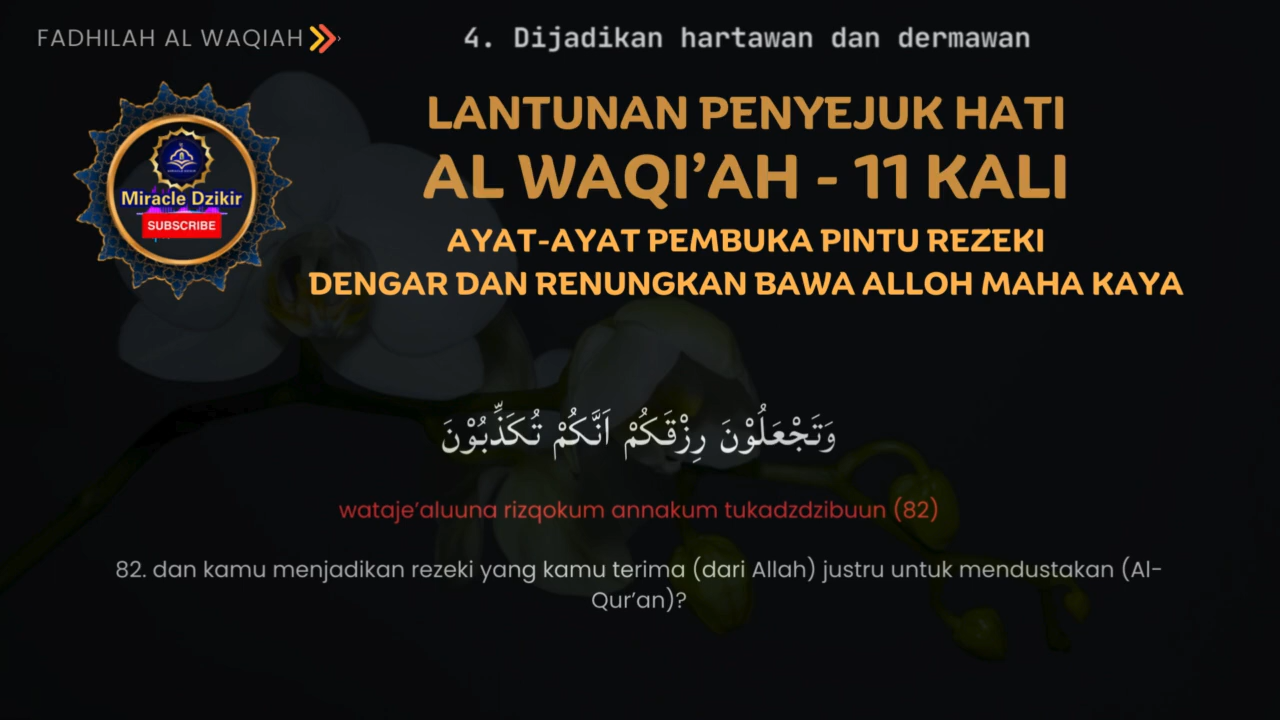 FADHILAH AL WAQIAH
4. Dijadikan hartawan dan dermawan
LANTUNAN PENYEJUK HATI
AL WAQI'AH - 11 KALI
AYAT-AYAT PEMBUKA PINTU REZEKI
DENGAR DAN RENUNGKAN BAWA ALLOH MAHA KAYA
Miracle Dzikir
SUBSCRIBE
وَتَجْعَلُوْنَ رِزْقَكُمْ اَنَّكُمْ تُكَذِّبُوْنَ
wataje'aluuna rizqokum annakum tukadzdzibuun (82)
82. dan kamu menjadikan rezeki yang kamu terima (dari Allah) justru untuk mendustakan (Al-
Qur'an)?